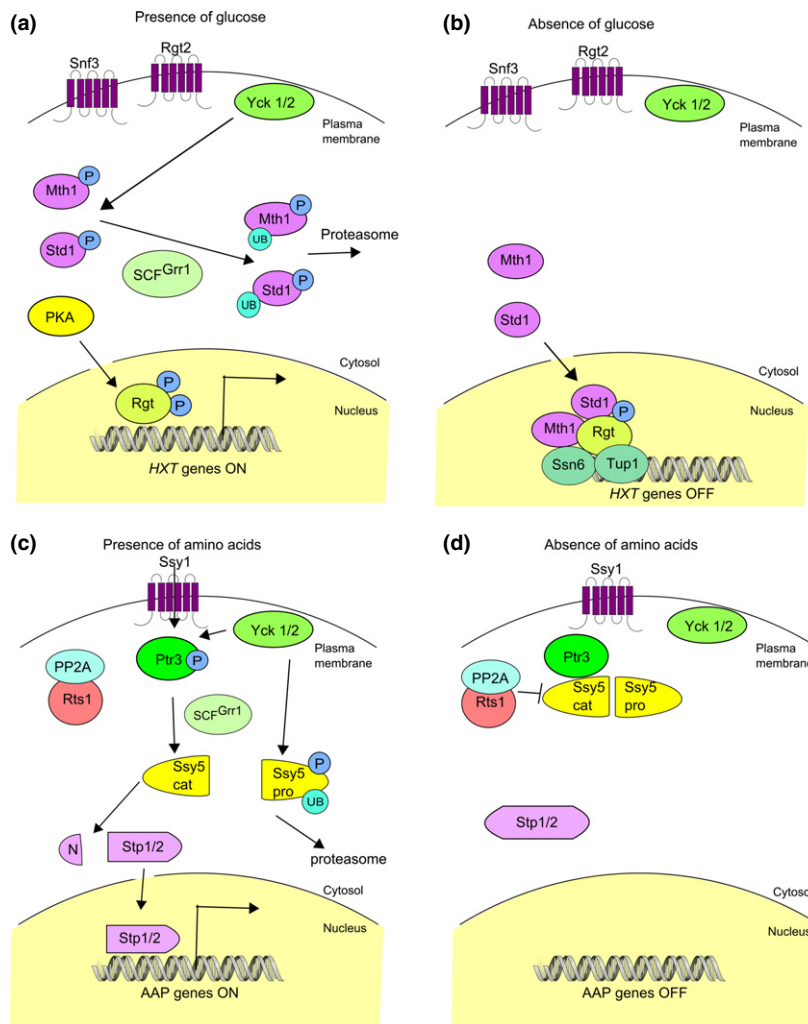 (a)
Presence of glucose
Snf3
Rgt2
Yck 1/2
Plasma
membrane
Mth1
P
Std1
P
Mth1
P
UB
Std1
P
UB
Proteasome
SCFGrr1
PKA
Cytosol
Rgt
P
P
Nucleus
HXT genes ON
(b)
Absence of glucose
Snf3
Rgt2
Yck 1/2
Plasma
membrane
Mth1
Std1
Cytosol
Std1
P
Nucleus
Mth1
Rgt
Ssn6
Tup1
HXT genes OFF
(c)
Presence of amino acids
Ssy1
Yck 1/2
Plasma
membrane
Ptr3
P
PP2A
Rts1
SCFGrr1
Ssy5
cat
Ssy5
pro
P
UB
N
Stp1/2
proteasome
Cytosol
Nucleus
Stp1/2
AAP genes ON
(d)
Absence of amino acids
Ssy1
Yck 1/2
Plasma
membrane
Ptr3
PP2A
Rts1
Ssy5
cat
Ssy5
pro
Stp1/2
Cytosol
Nucleus
AAP genes OFF